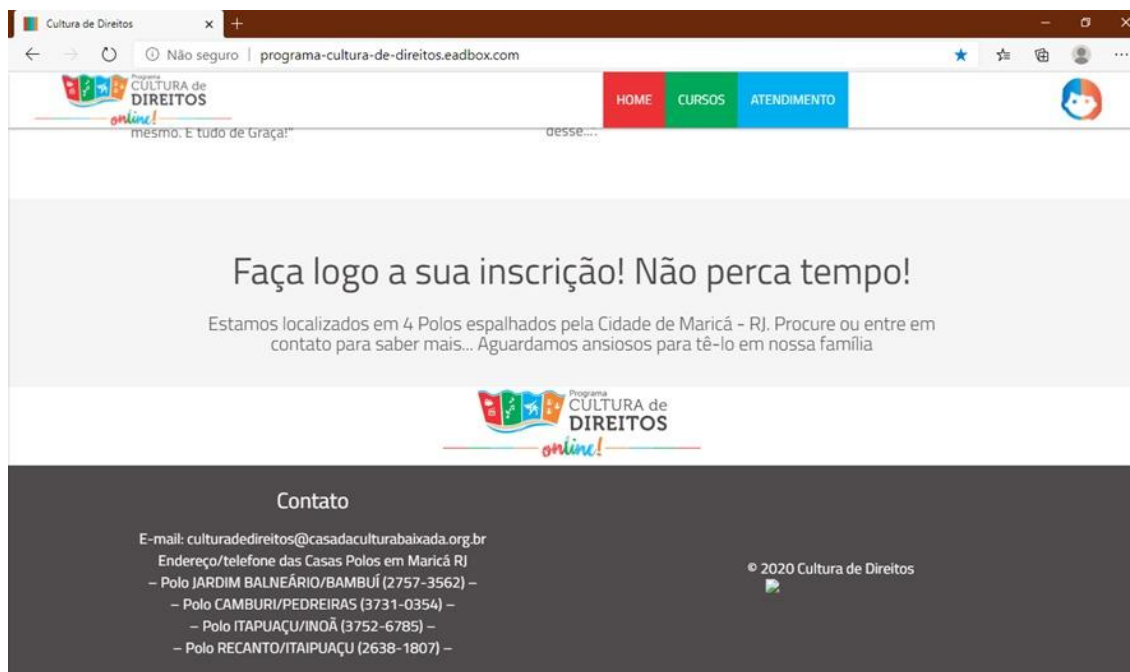 Cultura de Direitos
Não seguro | programa-cultura-de-direitos.eadbox.com
Programa
CULTURA de
DIREITOS
online!
HOME CURSOS ATENDIMENTO
mesmo. E tudo de Graça!"
desse....
Faça logo a sua inscrição! Não perca tempo!
Estamos localizados em 4 Polos espalhados pela Cidade de Maricá - RJ. Procure ou entre em
contato para saber mais... Aguardamos ansiosos para tê-lo em nossa família
Programa
CULTURA de
DIREITOS
online!
Contato
E-mail: culturadedireitos@casadaculturabaixada.org.br
Endereço/telefone das Casas Polos em Maricá RJ
– Polo JARDIM BALNEÁRIO/BAMBUÍ (2757-3562) –
– Polo CAMBURI/PEDREIRAS (3731-0354) –
– Polo ITAPUAÇU/INOÃ (3752-6785) –
– Polo RECANTO/ITAIPUAÇU (2638-1807) –
© 2020 Cultura de Direitos